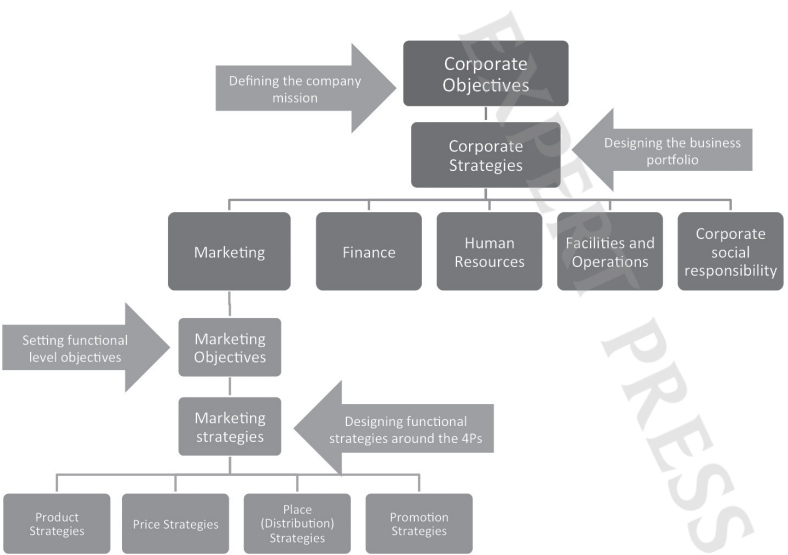 Corporate
Objectives
Defining the company
mission
Corporate
Strategies
Designing the business
portfolio
Marketing
Finance
Human
Resources
Facilities and
Operations
Corporate
social
responsibility
Marketing
Objectives
Setting functional
level objectives
Marketing
strategies
Designing functional
strategies around the 4Ps
Product
Strategies
Price Strategies
Place
(Distribution)
Strategies
Promotion
Strategies
EXPERT PRESS